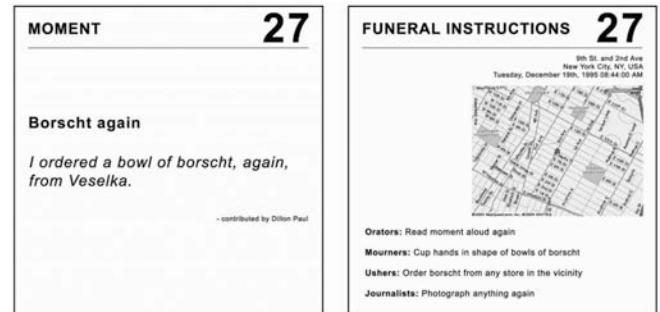 MOMENT 27
Borscht again
I ordered a bowl of borscht, again,
from Veselka.
- contributed by Dillon Paul
FUNERAL INSTRUCTIONS 27
9th St. and 2nd Ave
New York City, NY, USA
Tuesday, December 19th, 1995 08:44:00 AM
Orators: Read moment aloud again
Mourners: Cup hands in shape of bowls of borscht
Ushers: Order borscht from any store in the vicinity
Journalists: Photograph anything again